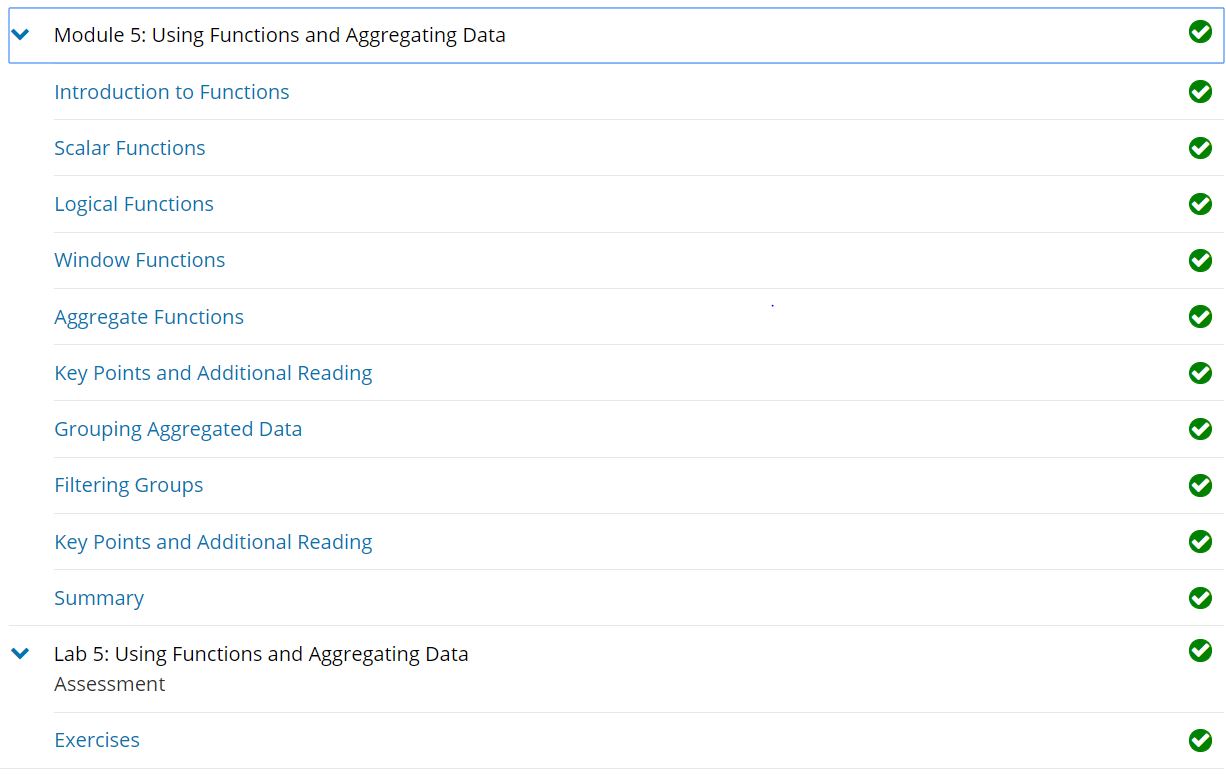 Module 5: Using Functions and Aggregating Data
Introduction to Functions
Scalar Functions
Logical Functions
Window Functions
Aggregate Functions
Key Points and Additional Reading
Grouping Aggregated Data
Filtering Groups
Key Points and Additional Reading
Summary
Lab 5: Using Functions and Aggregating Data
Assessment
Exercises